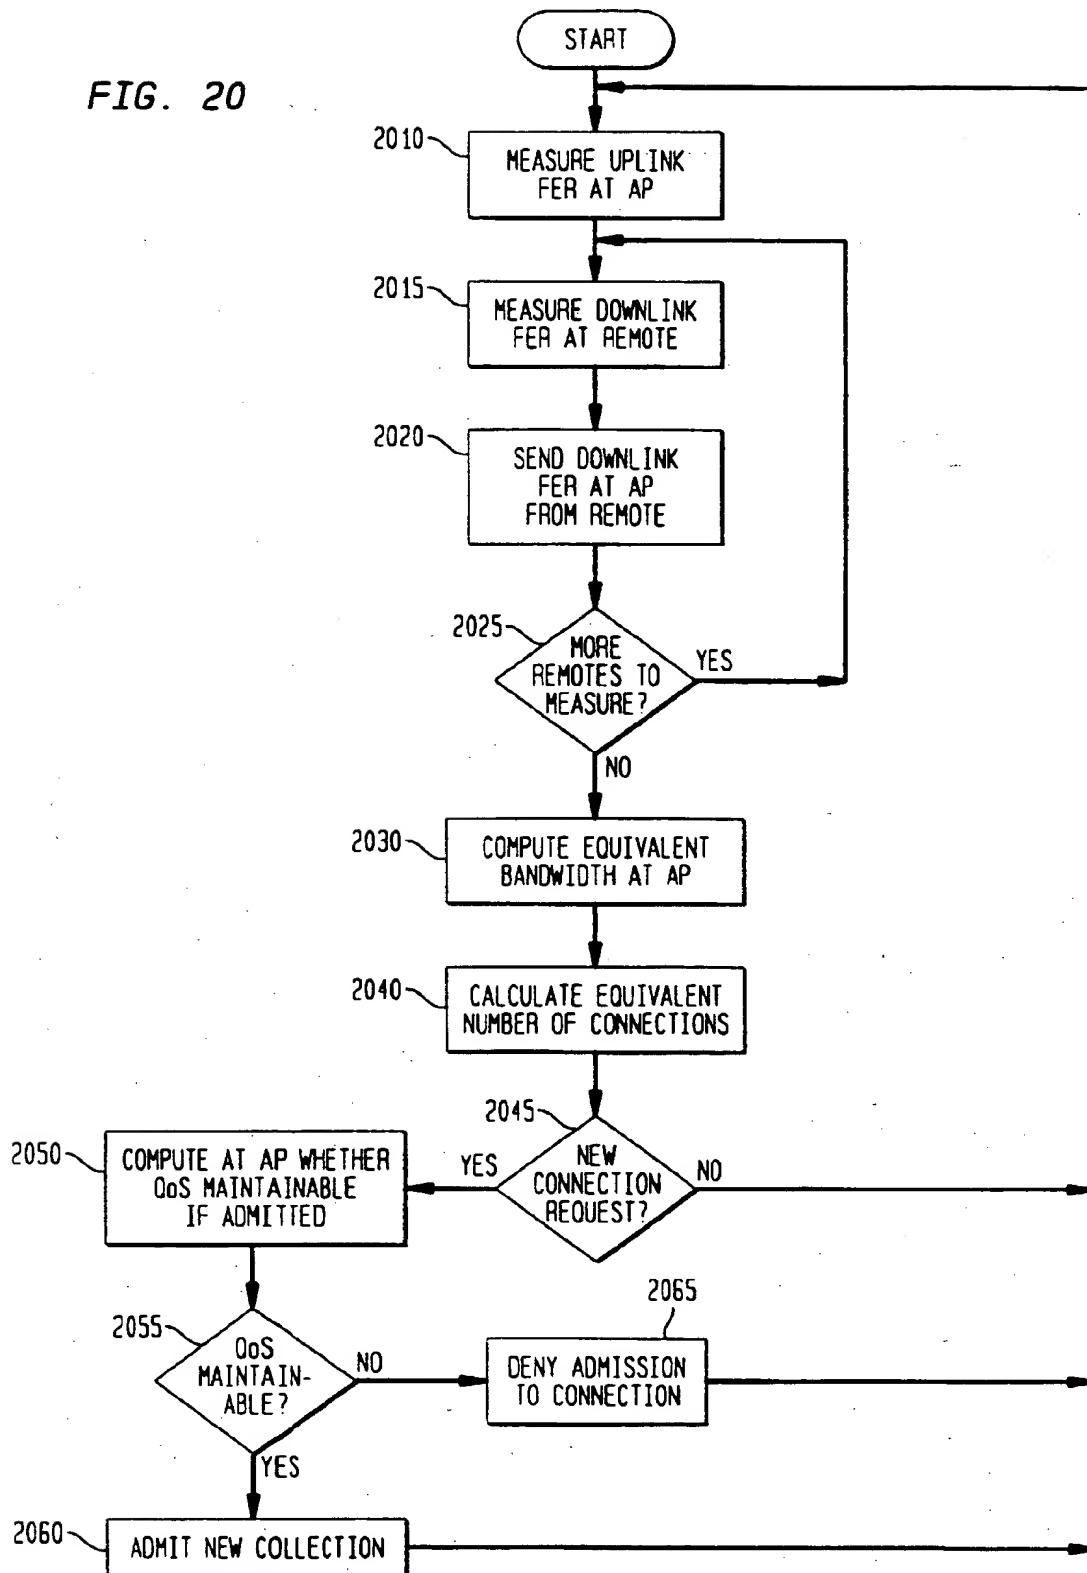 START
FIG. 20
2010
MEASURE UPLINK
FER AT AP
2015
MEASURE DOWNLINK
FER AT REMOTE
2020
SEND DOWNLINK
FER AT AP
FROM REMOTE
2025
MORE
REMOTES TO
MEASURE?
YES
NO
2030
COMPUTE EQUIVALENT
BANDWIDTH AT AP
2040
CALCULATE EQUIVALENT
NUMBER OF CONNECTIONS
2045
NEW
CONNECTION
REQUEST?
YES
NO
2050
COMPUTE AT AP WHETHER
QoS MAINTAINABLE
IF ADMITTED
2055
QoS
MAINTAIN-
ABLE?
NO
2065
DENY ADMISSION
TO CONNECTION
YES
2060
ADMIT NEW COLLECTION